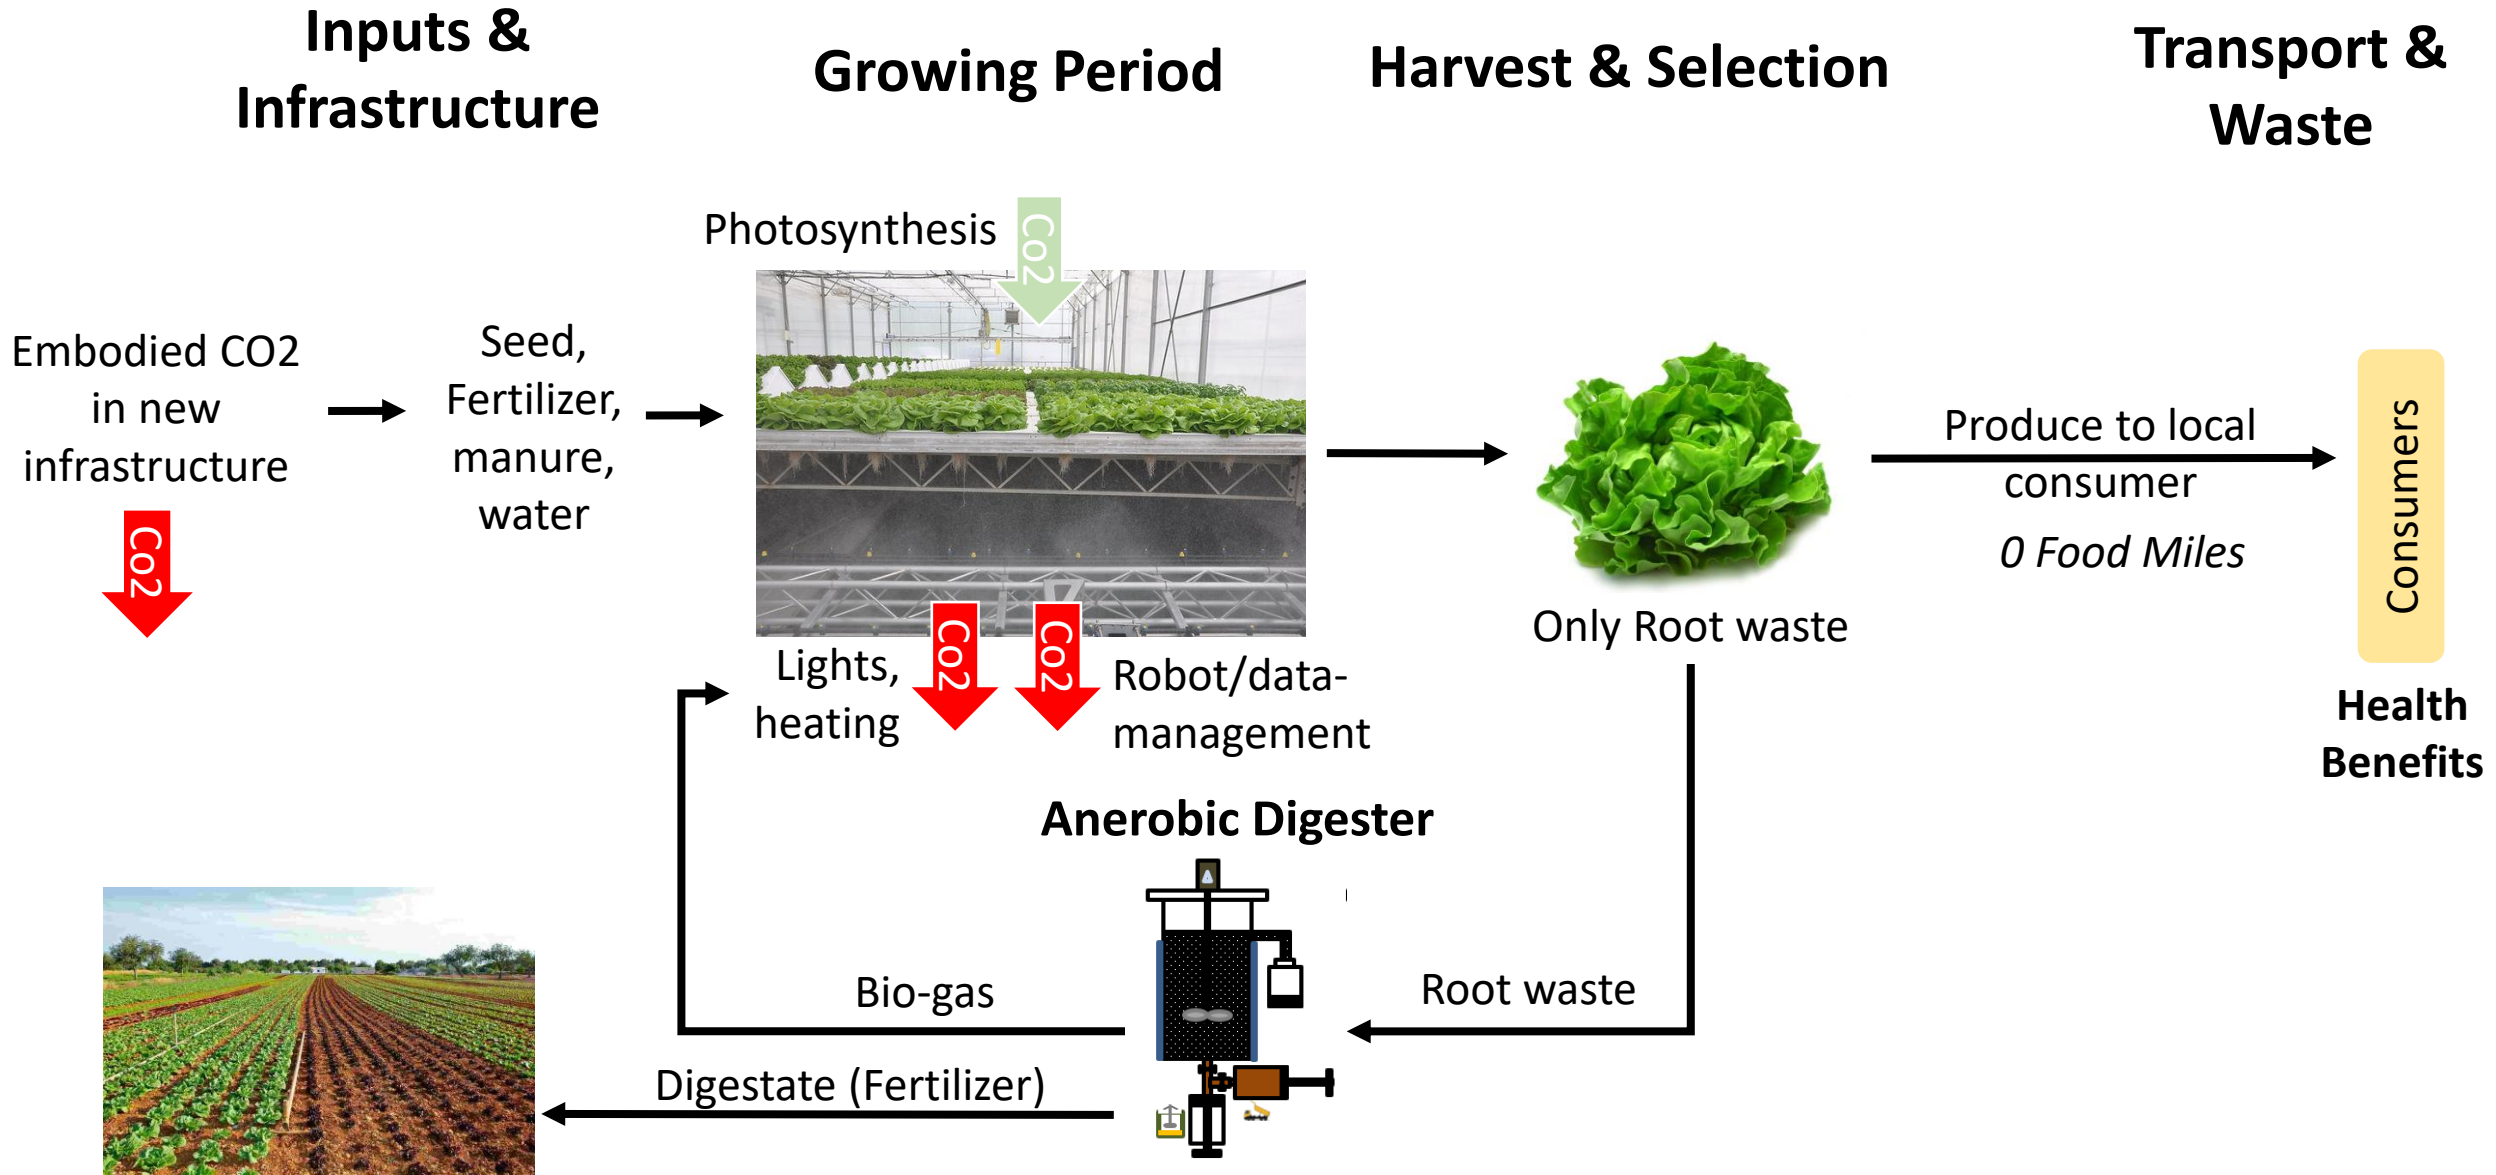 Inputs &
Infrastructure
Growing Period
Harvest & Selection
Transport &
Waste
Photosynthesis
Co2
Embodied CO2
in new
infrastructure
Co2
Seed,
Fertilizer,
manure,
water
Produce to local
consumer
0 Food Miles
Consumers
Only Root waste
Lights,
heating
Co2
Co2
Robot/data-
management
Health
Benefits
Anerobic Digester
Bio-gas
Root waste
Digestate (Fertilizer)